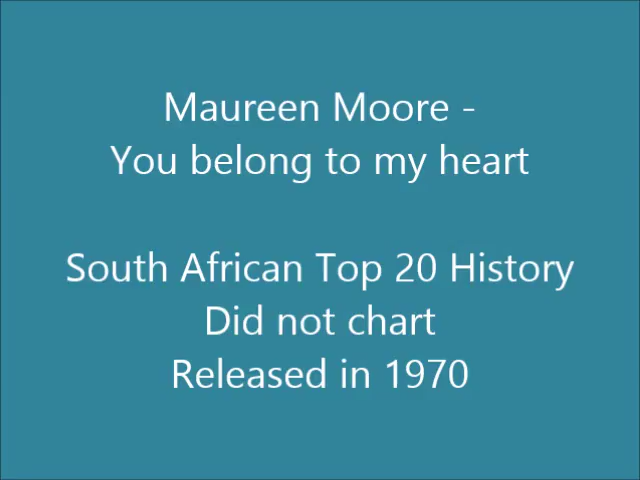 Maureen Moore -
You belong to my heart
South African Top 20 History
Did not chart
Released in 1970